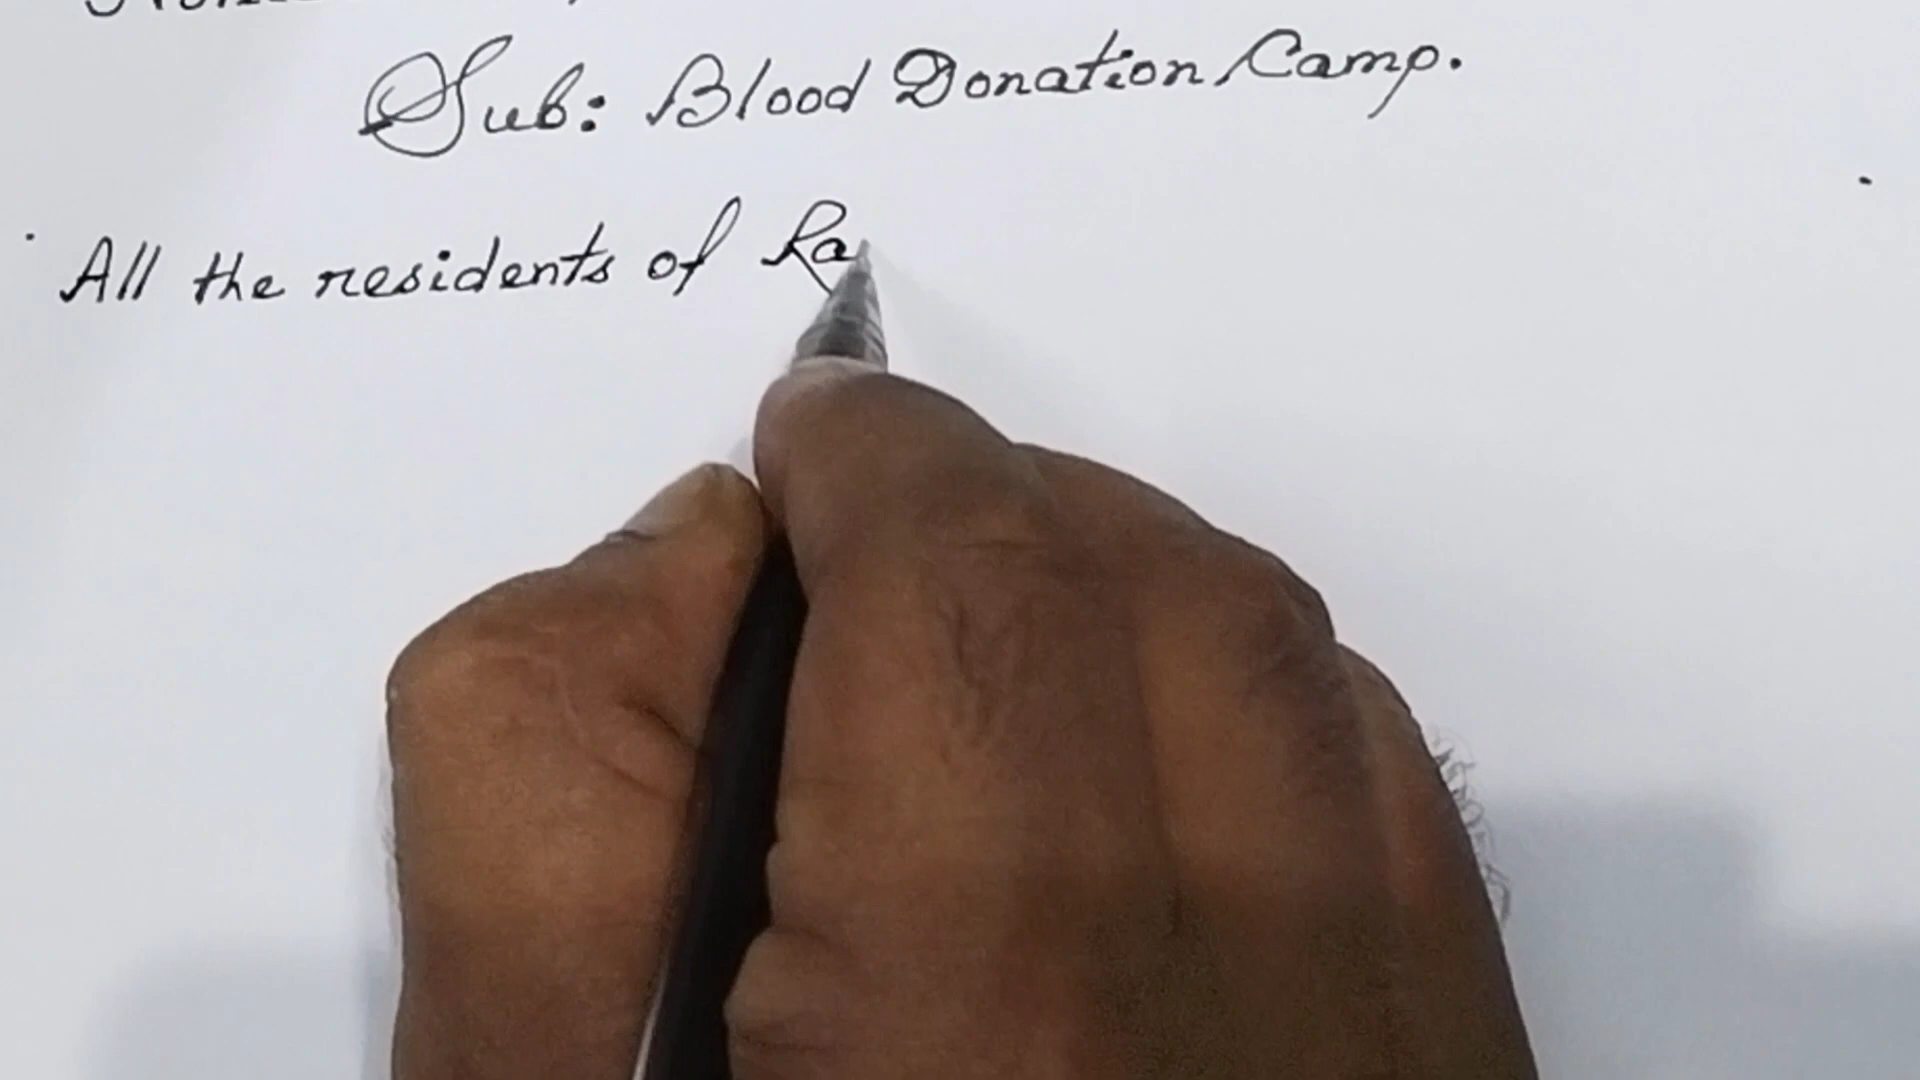 Sub: Blood Donation Camp.
All the residents of Ra